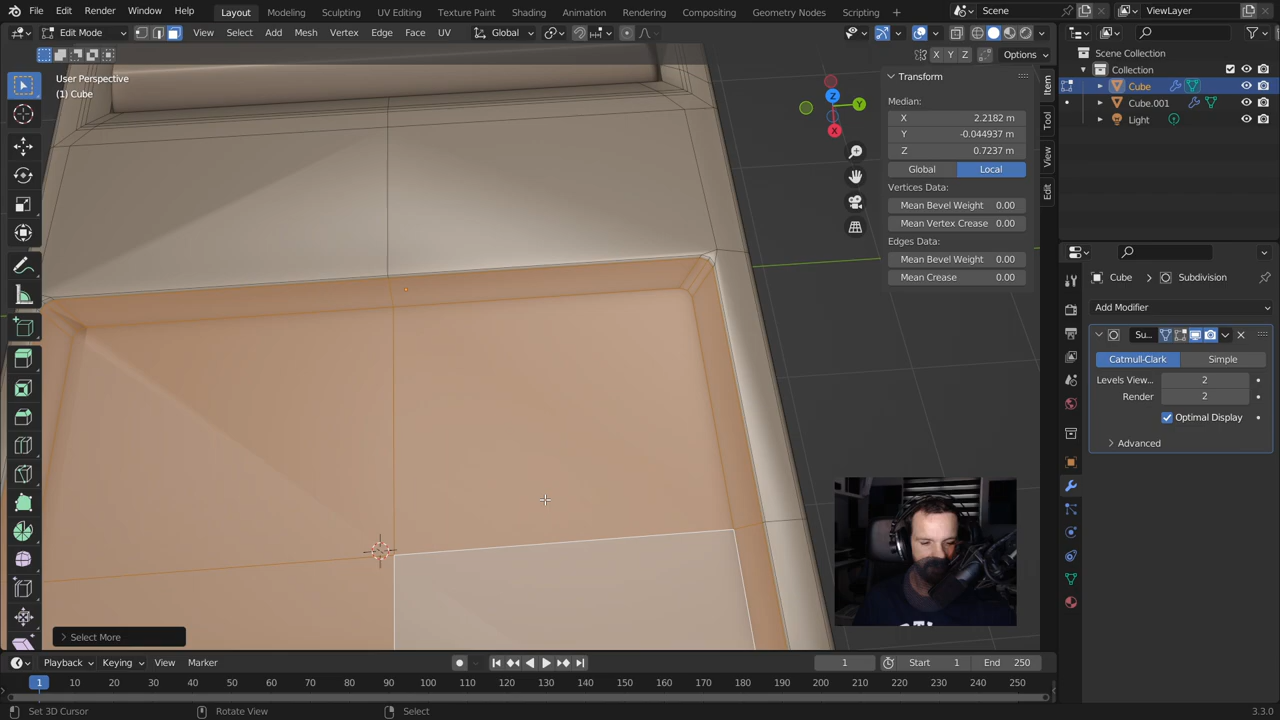 File Edit Render Window Help Layout Modeling Sculpting UV Editing Texture Paint Shading Animation Rendering Compositing Geometry Nodes Scripting Scene ViewLayer
Edit Mode View Select Add Mesh Vertex Edge Face UV Global
X Y Z Options
User Perspective
(1) Cube
Z
Y
X
Transform
Median:
X 2.2182 m
Y -0.044937 m
Z 0.7237 m
Global Local
Vertices Data:
Mean Bevel Weight 0.00
Mean Vertex Crease 0.00
Edges Data:
Mean Bevel Weight 0.00
Mean Crease 0.00
Item
Tool
View
Edit
Scene Collection
Collection
Cube
Cube.001
Light
Cube Subdivision
Add Modifier
Su...
Catmull-Clark Simple
Levels View... 2
Render 2
Optimal Display
Advanced
Select More
Playback Keying View Marker 1 Start 1 End 250
1 10 20 30 40 50 60 70 80 90 100 110 120 130 140 150 160 170 180 190 200 210 220 230 240 250
Set 3D Cursor Rotate View Select 3.3.0